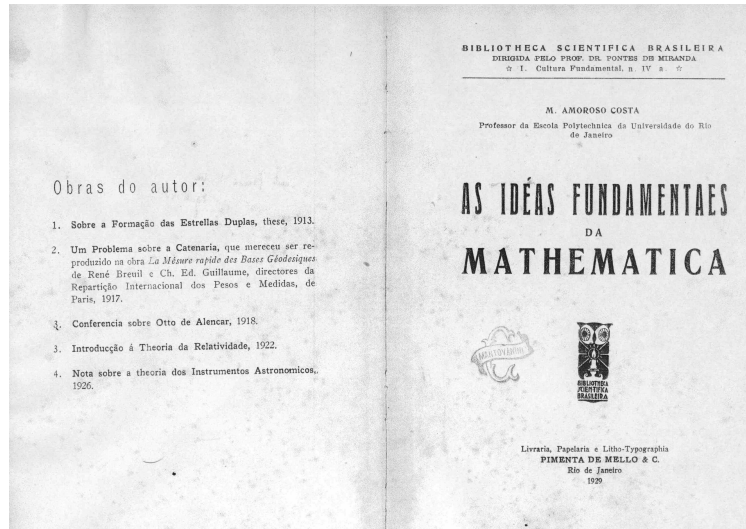 Obras do autor:
1. Sobre a Formação das Estrellas Duplas, these, 1913.
2. Um Problema sobre a Catenaria, que mereceu ser re-
produzido na obra La Mésure rapide des Bases Géodesiques
de René Breuil e Ch. Ed. Guillaume, directores da
Repartição Internacional dos Pesos e Medidas, de
Paris, 1917.
Conferencia sobre Otto de Alencar, 1918.
3. Introducção á Theoria da Relatividade, 1922.
4. Nota sobre a theoria dos Instrumentos Astronomicos,
1926.
BIBLIOTHECA SCIENTIFICA BRASILEIRA
DIRIGIDA PELO PROF. DR. PONTES DE MIRANDA
☆ I. Cultura Fundamental, n. IV a. ☆
M. AMOROSO COSTA
Professor da Escola Polytechnica da Universidade do Rio
de Janeiro
AS IDÉAS FUNDAMENTAES
DA
MATHEMATICA
MANTOVANINI
BIBLIOTHECA
SCIENTIFICA
BRASILEIRA
Livraria, Papelaria e Litho-Typographia
PIMENTA DE MELLO & C.
Rio de Janeiro
1929